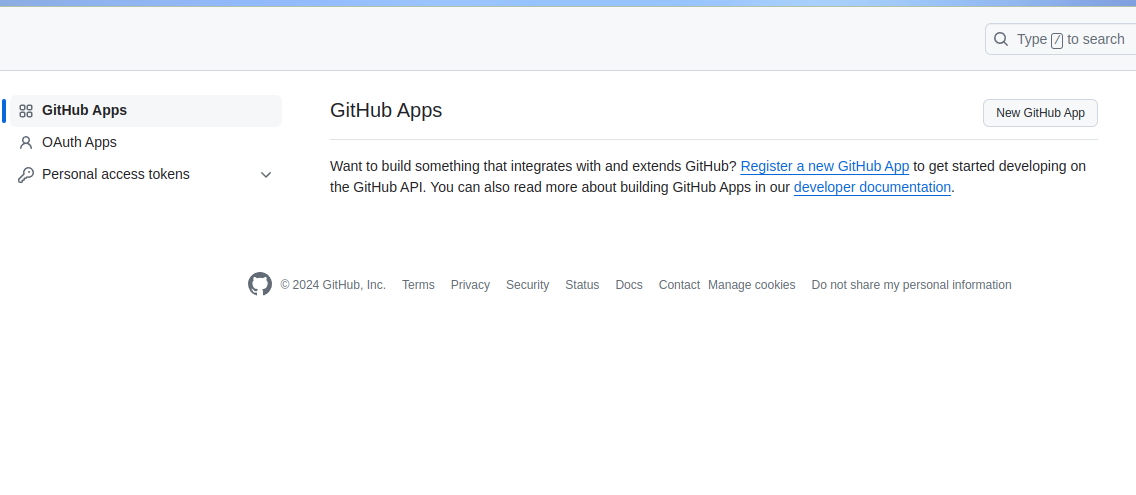 Type / to search
GitHub Apps
OAuth Apps
Personal access tokens
GitHub Apps
New GitHub App
Want to build something that integrates with and extends GitHub? Register a new GitHub App to get started developing on
the GitHub API. You can also read more about building GitHub Apps in our developer documentation.
© 2024 GitHub, Inc. Terms Privacy Security Status Docs Contact Manage cookies Do not share my personal information